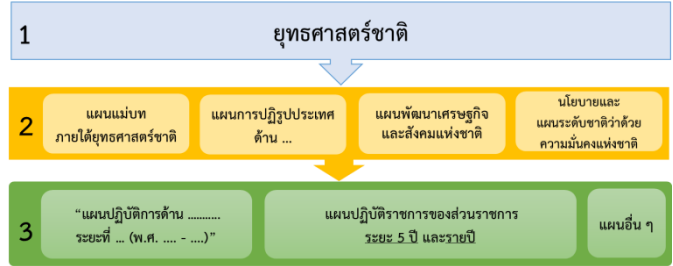 1
ยุทธศาสตร์ชาติ
2
แผนแม่บท
ภายใต้ยุทธศาสตร์ชาติ
แผนการปฏิรูปประเทศ
ด้าน ...
แผนพัฒนาเศรษฐกิจ
และสังคมแห่งชาติ
นโยบายและ
แผนระดับชาติว่าด้วย
ความมั่นคงแห่งชาติ
3
“แผนปฏิบัติการด้าน ...........
ระยะที่ ... (พ.ศ. .... - ....)”
แผนปฏิบัติราชการของส่วนราชการ
ระยะ 5 ปี และรายปี
แผนอื่น ๆ